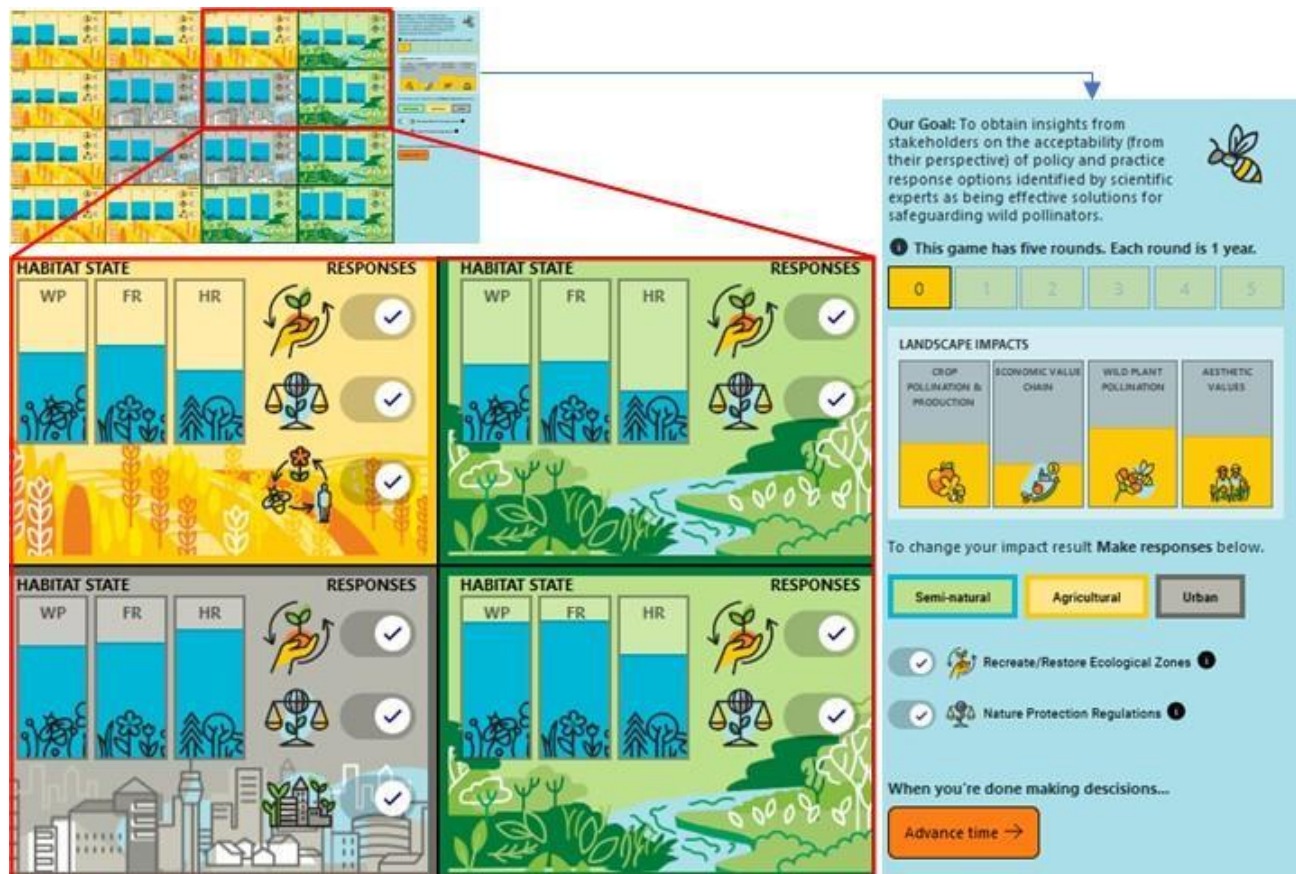 HABITAT STATE
RESPONSES
WP
FR
HR
HABITAT STATE
RESPONSES
WP
FR
HR
HABITAT STATE
RESPONSES
WP
FR
HR
HABITAT STATE
RESPONSES
WP
FR
HR
Our Goal: To obtain insights from
stakeholders on the acceptability (from
their perspective) of policy and practice
response options identified by scientific
experts as being effective solutions for
safeguarding wild pollinators.
This game has five rounds. Each round is 1 year.
0
1
2
3
4
5
LANDSCAPE IMPACTS
CROP
POLLINATION &
PRODUCTION
ECONOMIC VALUE
CHAIN
WILD PLANT
POLLINATION
AESTHETIC
VALUES
To change your impact result Make responses below.
Semi-natural
Agricultural
Urban
Recreate/Restore Ecological Zones
Nature Protection Regulations
When you're done making descisions...
Advance time →